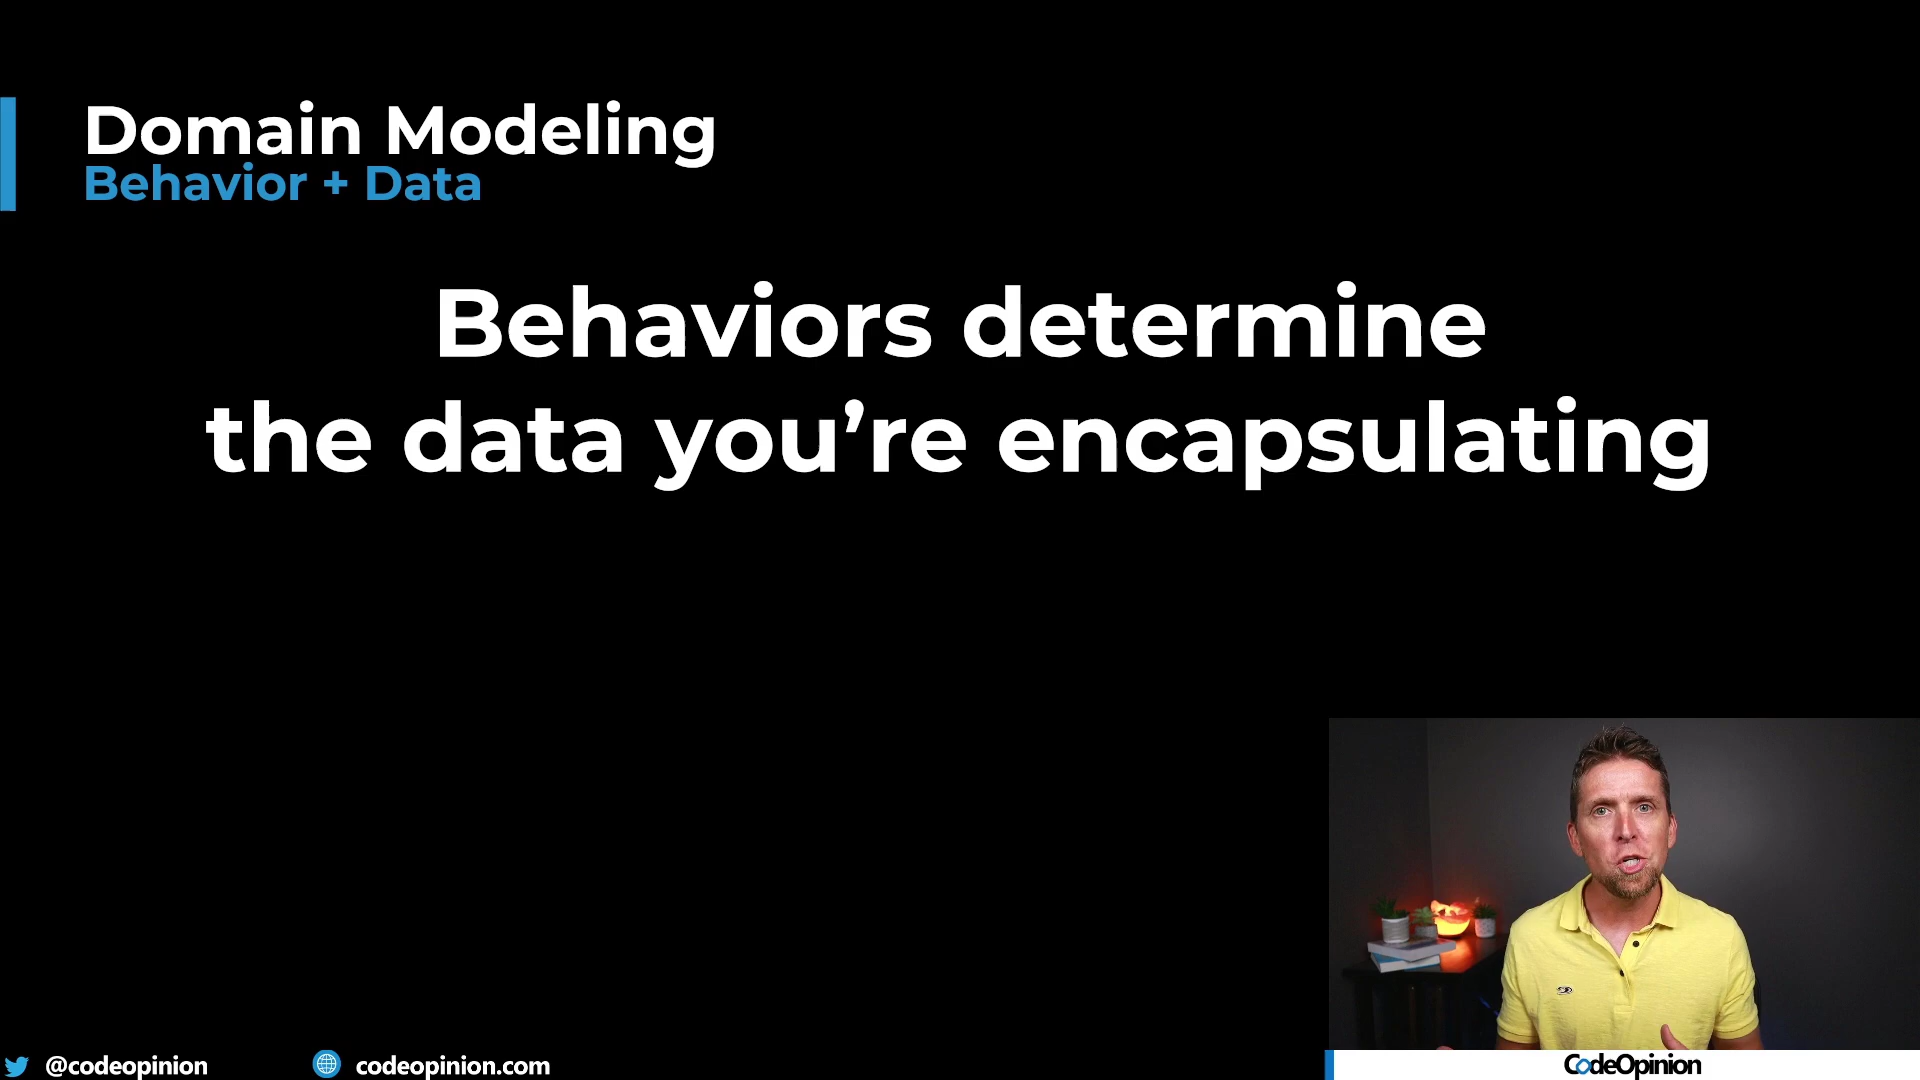 Domain Modeling
Behavior + Data
Behaviors determine
the data you’re encapsulating
@codeopinion
codeopinion.com
CodeOpinion